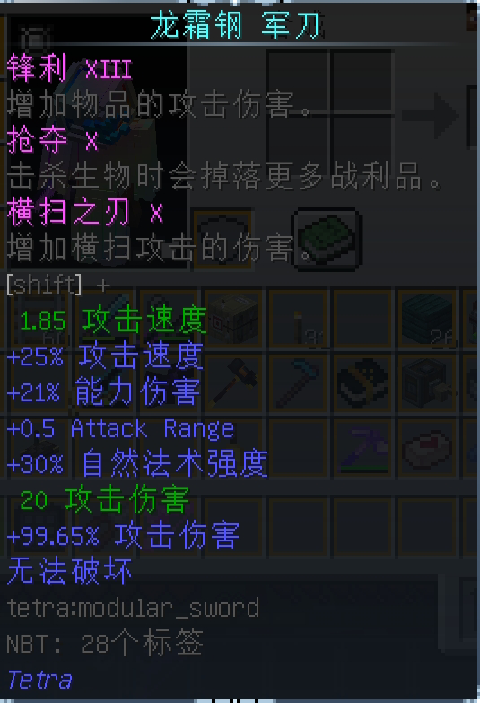 龙霜钢 军刀
锋利 XIII
增加物品的攻击伤害。
抢夺 X
击杀生物时会掉落更多战利品。
横扫之刃 X
增加横扫攻击的伤害。
[shift] +
1.85 攻击速度
+25% 攻击速度
+21% 能力伤害
+0.5 Attack Range
+30% 自然法术强度
20 攻击伤害
+99.65% 攻击伤害
无法破坏
tetra:modular_sword
NBT: 28个标签
Tetra